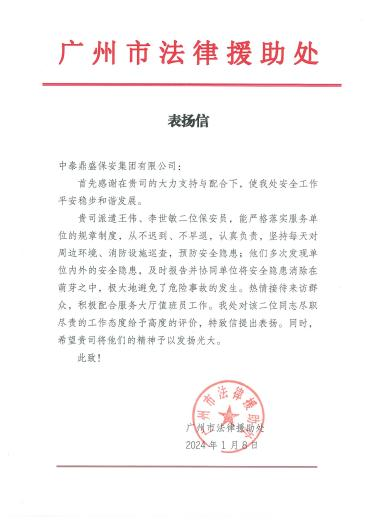 广州市法律援助处
表扬信
中泰鼎盛保安集团有限公司：
首先感谢在贵司的大力支持与配合下，使我处安全工作
平安稳步和谐发展。
贵司派遣王伟、李世敏二位保安员，能严格落实服务单
位的规章制度，从不迟到、不早退，认真负责，坚持每天对
周边环境、消防设施巡查，预防安全隐患；他们多次发现单
位内外的安全隐患，及时报告并协同单位将安全隐患消除在
萌芽之中，极大地避免了危险事故的发生。热情接待来访群
众，积极配合服务大厅值班员工作。我处对该二位同志尽职
尽责的工作态度给予高度的评价，特致信提出表扬。同时，
希望贵司将他们的精神予以发扬光大。
此致！
广州市法律援助处
广州市法律援助处
2024年1月8日